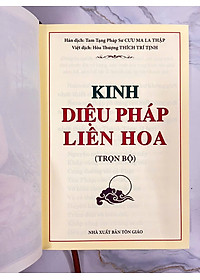 Hán dịch: Tam Tạng Pháp Sư CƯU MA LA THẬP
Việt dịch: Hòa Thượng THÍCH TRÍ TỊNH
KINH
DIỆU PHÁP
LIÊN HOA
(TRỌN BỘ)
NHÀ XUẤT BẢN TÔN GIÁO